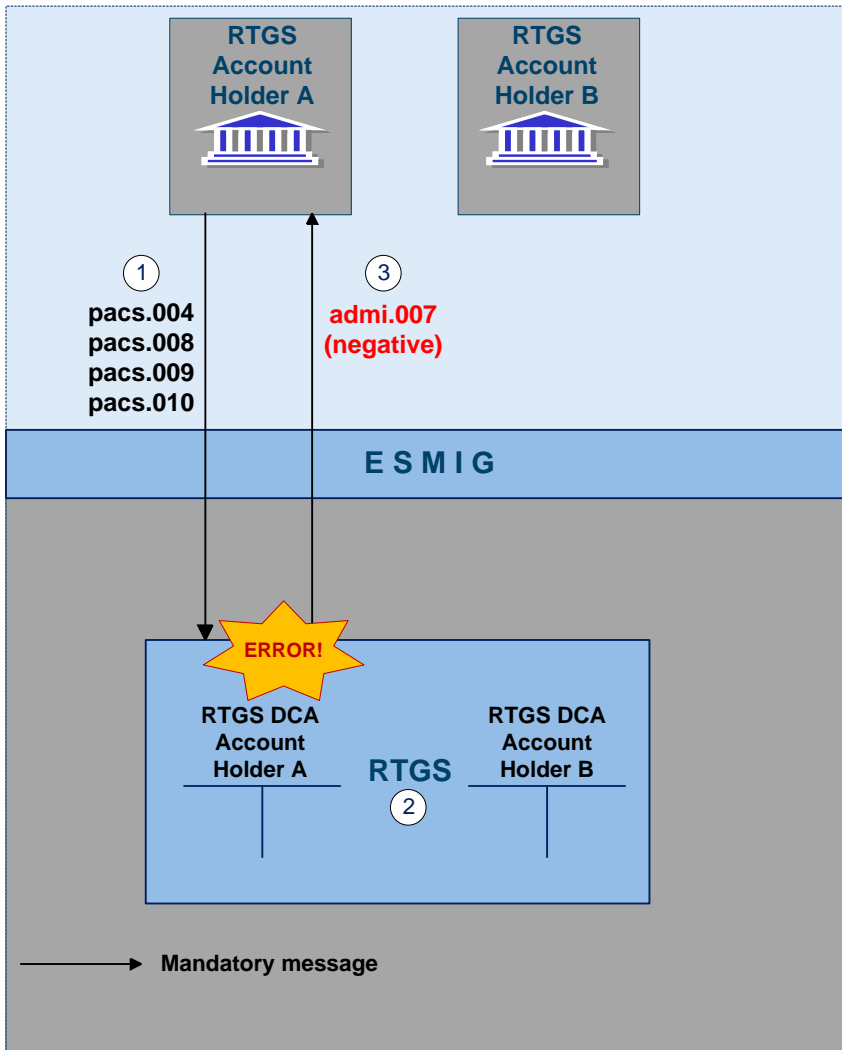 RTGS
Account
Holder A
RTGS
Account
Holder B
1
pacs.004
pacs.008
pacs.009
pacs.010
3
admi.007
(negative)
E S M I G
ERROR!
RTGS DCA
Account
Holder A
RTGS
2
RTGS DCA
Account
Holder B
Mandatory message